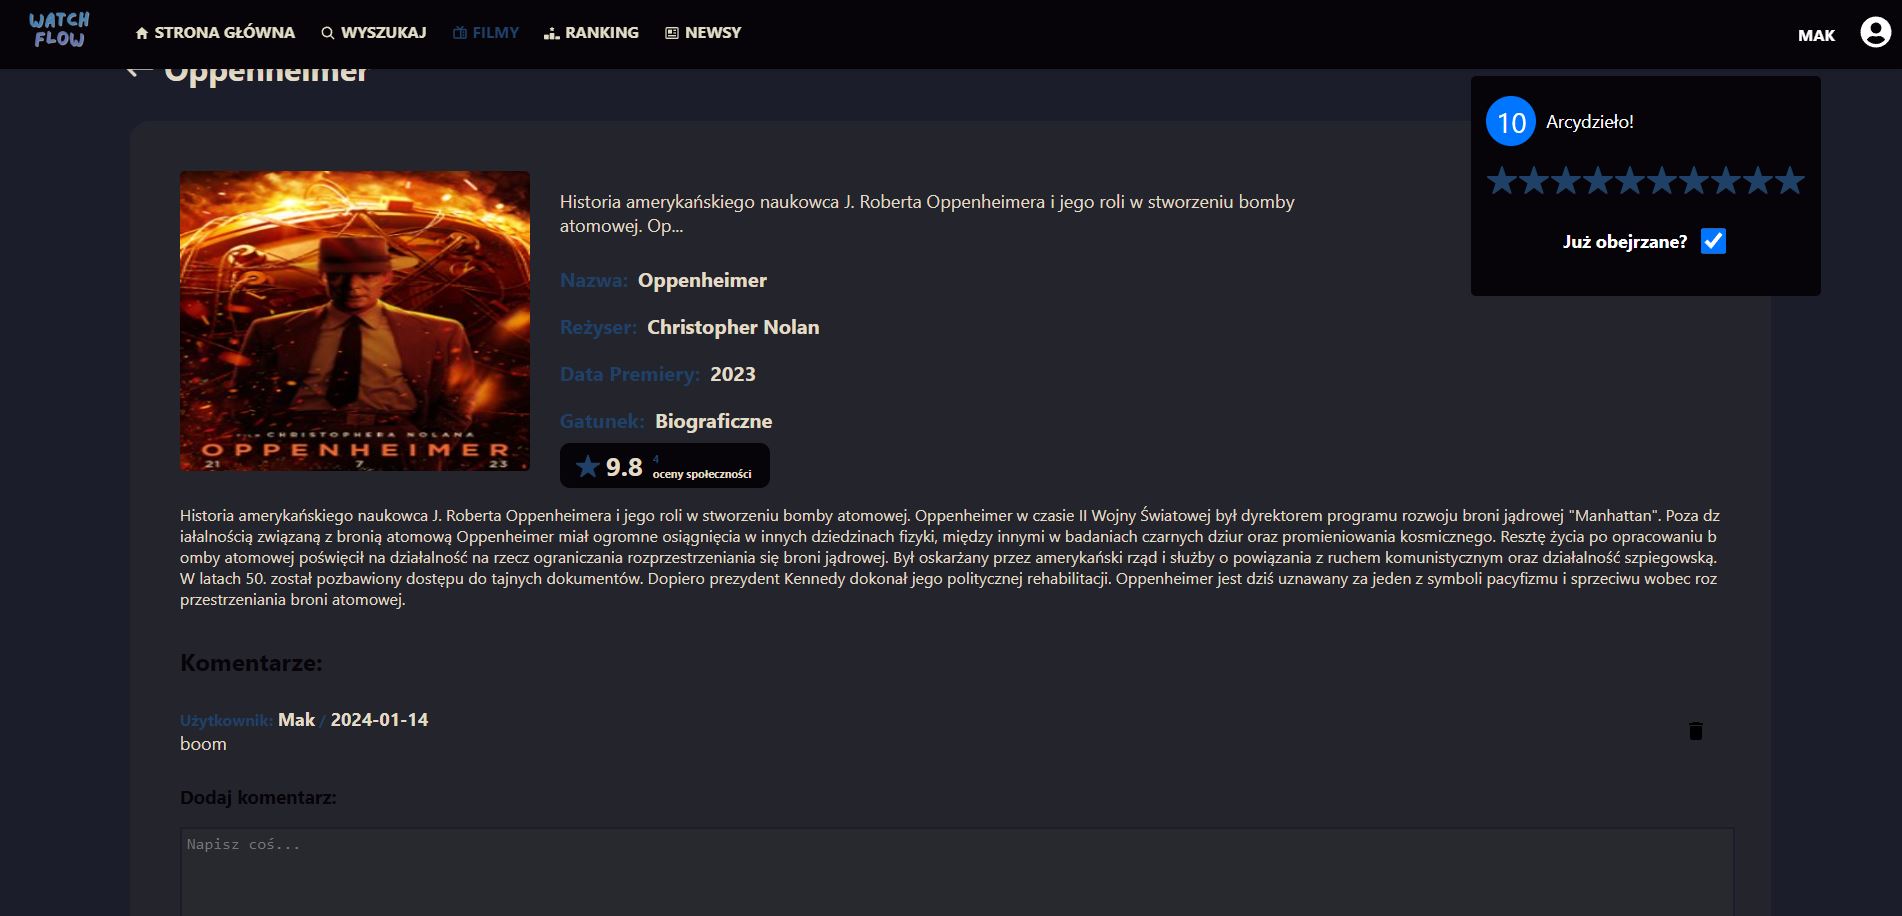 WATCH
FLOW
STRONA GŁÓWNA
WYSZUKAJ
FILMY
RANKING
NEWSY
MAK
Oppenheimer
10
Arcydzieło!
Już obejrzane?
CHRISTOPHERA NOLANA
OPPENHEIMER
21 7 23
Historia amerykańskiego naukowca J. Roberta Oppenheimera i jego roli w stworzeniu bomby
atomowej. Op...
Nazwa: Oppenheimer
Reżyser: Christopher Nolan
Data Premiery: 2023
Gatunek: Biograficzne
9.8
4
oceny społeczności
Historia amerykańskiego naukowca J. Roberta Oppenheimera i jego roli w stworzeniu bomby atomowej. Oppenheimer w czasie II Wojny Światowej był dyrektorem programu rozwoju broni jądrowej "Manhattan". Poza dz
iałalnością związaną z bronią atomową Oppenheimer miał ogromne osiągnięcia w innych dziedzinach fizyki, między innymi w badaniach czarnych dziur oraz promieniowania kosmicznego. Resztę życia po opracowaniu b
omby atomowej poświęcił na działalność na rzecz ograniczania rozprzestrzeniania się broni jądrowej. Był oskarżany przez amerykański rząd i służby o powiązania z ruchem komunistycznym oraz działalność szpiegowską.
W latach 50. został pozbawiony dostępu do tajnych dokumentów. Dopiero prezydent Kennedy dokonał jego politycznej rehabilitacji. Oppenheimer jest dziś uznawany za jeden z symboli pacyfizmu i sprzeciwu wobec roz
przestrzeniania broni atomowej.
Komentarze:
Użytkownik: Mak / 2024-01-14
boom
Dodaj komentarz:
Napisz coś...